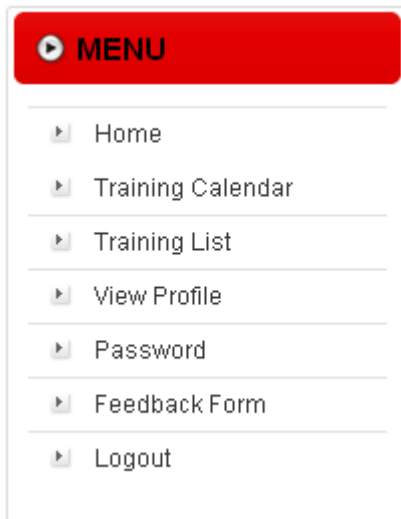 MENU
Home
Training Calendar
Training List
View Profile
Password
Feedback Form
Logout